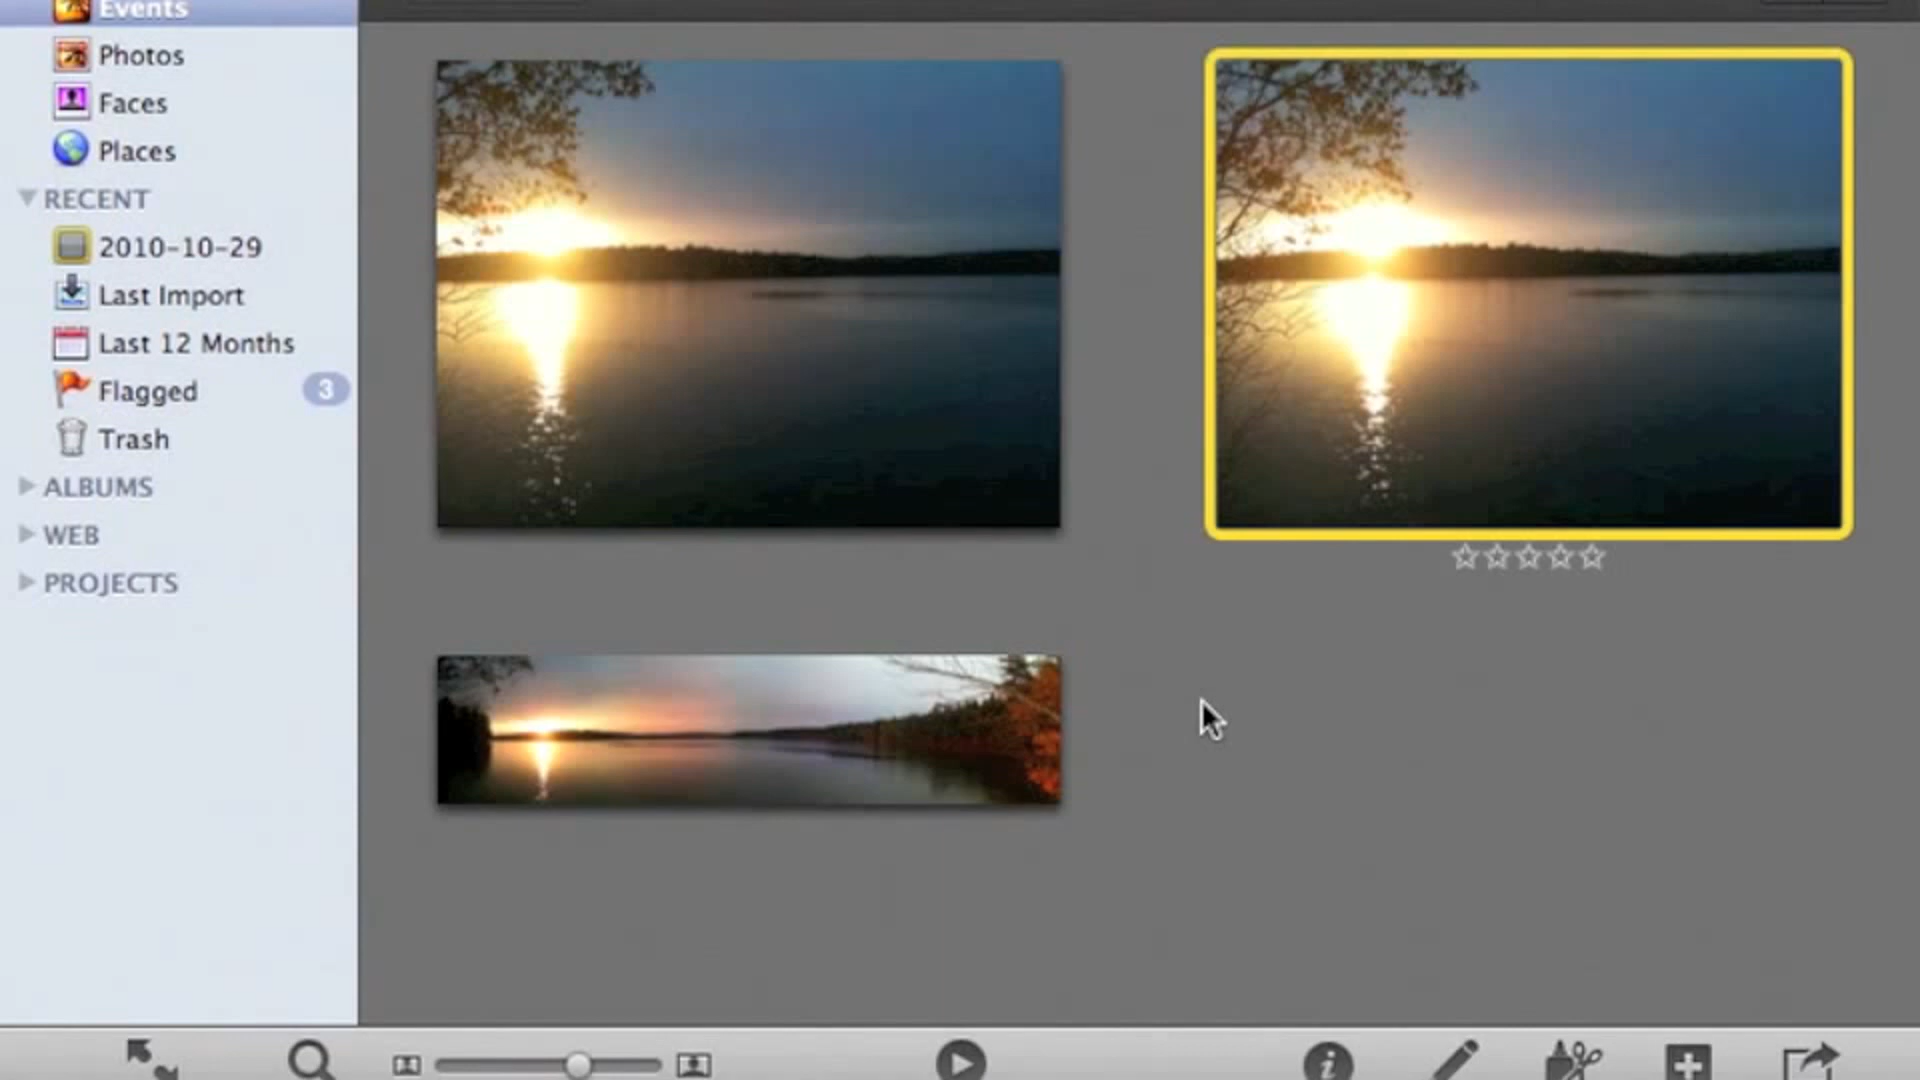 Events
Photos
Faces
Places
RECENT
2010-10-29
Last Import
Last 12 Months
Flagged 3
Trash
ALBUMS
WEB
PROJECTS